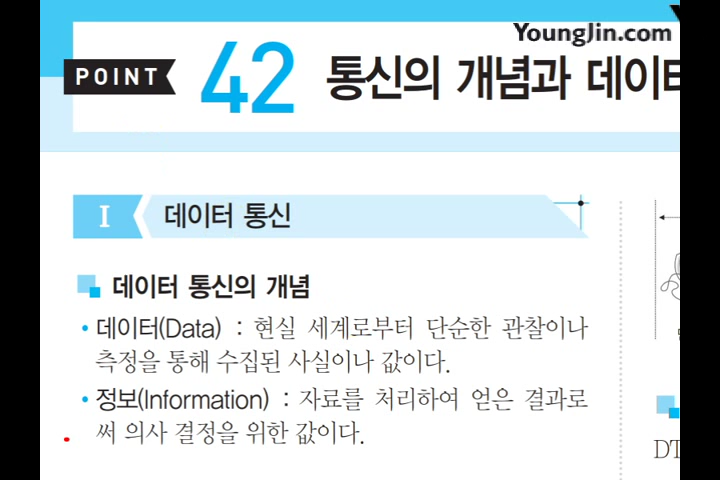 YoungJin.com
POINT 42 통신의 개념과 데이터
I 데이터 통신
데이터 통신의 개념
• 데이터(Data) : 현실 세계로부터 단순한 관찰이나
측정을 통해 수집된 사실이나 값이다.
• 정보(Information) : 자료를 처리하여 얻은 결과로
써 의사 결정을 위한 값이다.